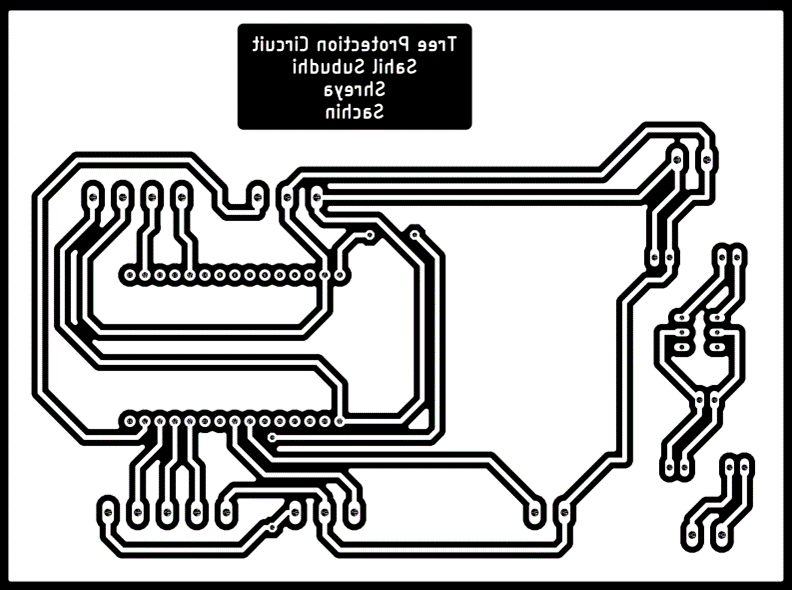 Tree Protection Circuit
Sahil Subudhi
Shreya
Sachin